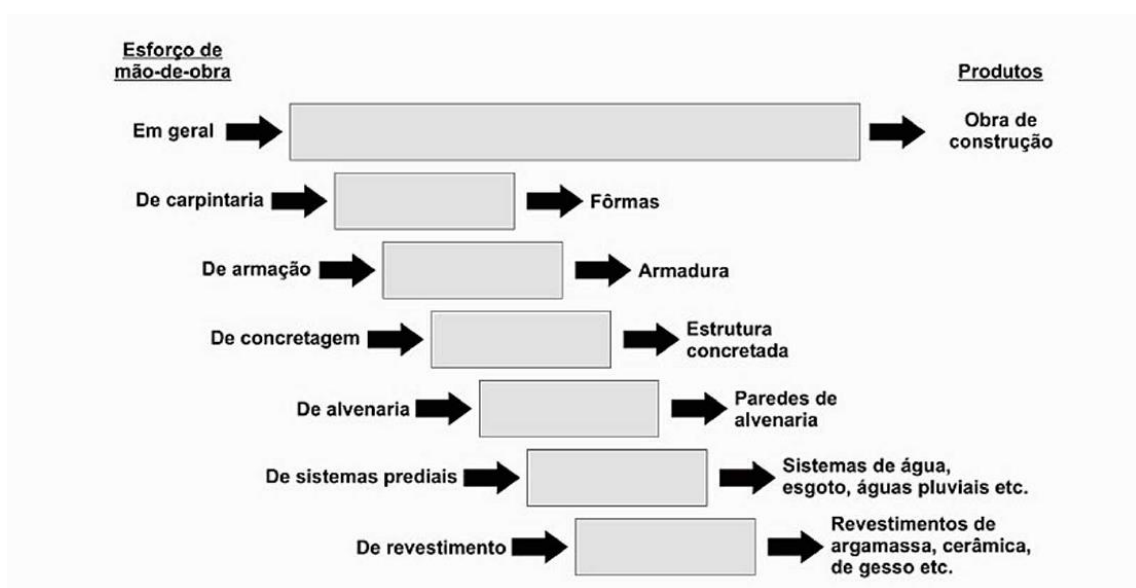 Esforço de
mão-de-obra
Produtos
Em geral
Obra de
construção
De carpintaria
Fôrmas
De armação
Armadura
De concretagem
Estrutura
concretada
De alvenaria
Paredes de
alvenaria
De sistemas prediais
Sistemas de água,
esgoto, águas pluviais etc.
De revestimento
Revestimentos de
argamassa, cerâmica,
de gesso etc.